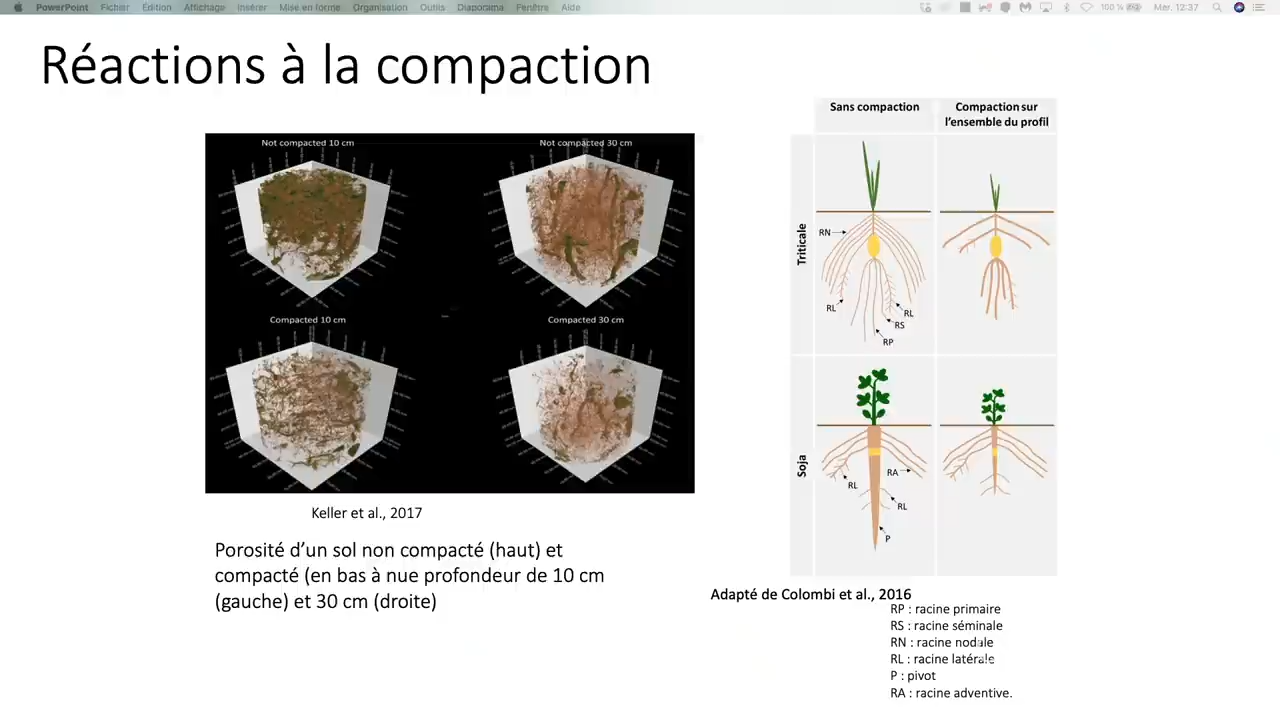 PowerPoint Fichier Édition Affichage Insérer Mise en forme Organisation Outils Diaporama Fenêtre Aide 100 % Mer. 12:37
Réactions à la compaction
Not compacted 10 cm
Not compacted 30 cm
Compacted 10 cm
Compacted 30 cm
Keller et al., 2017
Porosité d’un sol non compacté (haut) et
compacté (en bas à nue profondeur de 10 cm
(gauche) et 30 cm (droite)
Sans compaction
Compaction sur
l’ensemble du profil
Triticale
RN
RL
RL
RS
RP
Soja
RA
RL
RL
P
Adapté de Colombi et al., 2016
RP : racine primaire
RS : racine séminale
RN : racine nodale
RL : racine latérale
P : pivot
RA : racine adventive.